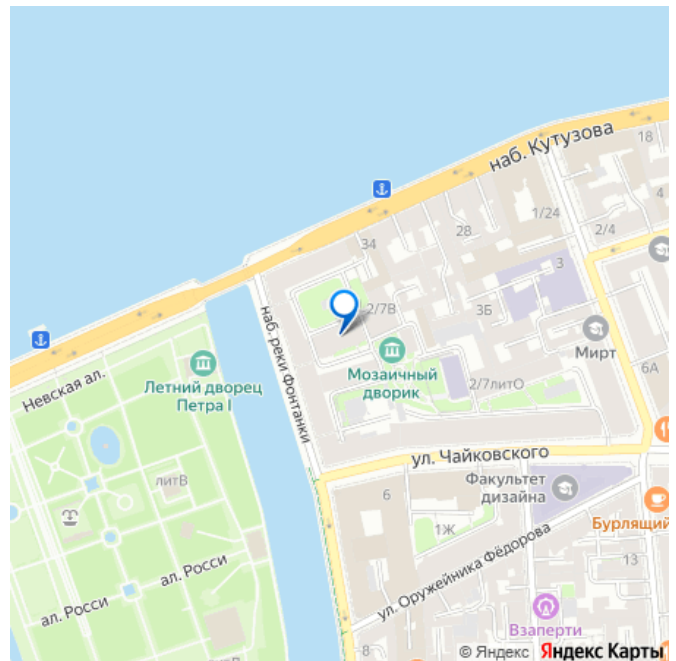 наб. Кутузова
18
4
1/24
2/4
28
34
3
2/7В
3Б
наб. реки Фонтанки
Мирт
Мозаичный
дворик
6А
Летний дворец
Петра I
Невская ал.
2/7литО
ул. Чайковского
литВ
6
Факультет
дизайна
1Ж
Бурлящий
ул. Оружейника Фёдорова
13
ал. Росси
ал. Росси
Взаперти
8
© Яндекс Яндекс Карты